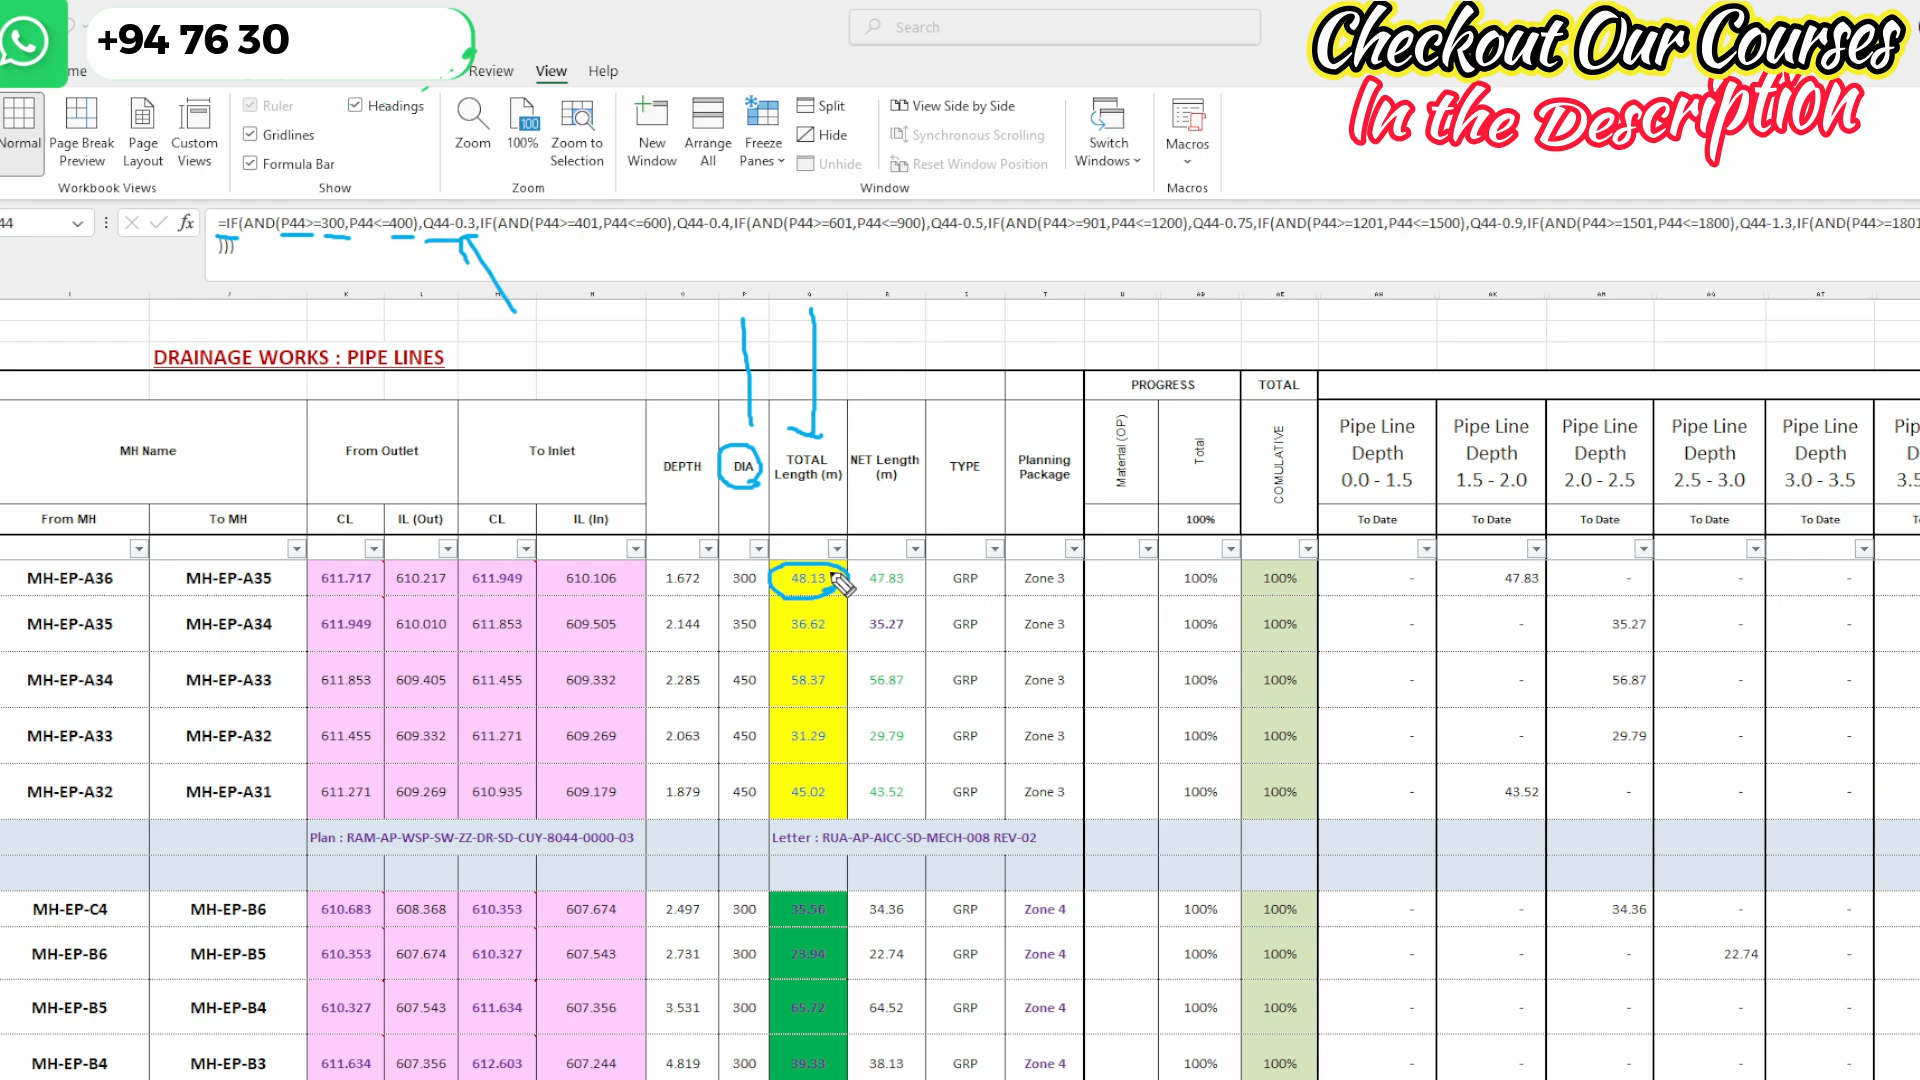 +94 76 30
Search
Checkout Our Courses
In the Description
me Review View Help
Normal
Page Break Preview
Page Layout
Custom Views
Workbook Views
Ruler
Headings
Gridlines
Formula Bar
Show
Zoom
100%
Zoom to Selection
Zoom
New Window
Arrange All
Freeze Panes
Split
Hide
Unhide
View Side by Side
Synchronous Scrolling
Reset Window Position
Window
Switch Windows
Macros
Macros
44
fx
=IF(AND(P44>=300,P44<=400),Q44-0.3,IF(AND(P44>=401,P44<=600),Q44-0.4,IF(AND(P44>=601,P44<=900),Q44-0.5,IF(AND(P44>=901,P44<=1200),Q44-0.75,IF(AND(P44>=1201,P44<=1500),Q44-0.9,IF(AND(P44>=1501,P44<=1800),Q44-1.3,IF(AND(P44>=1801
)))
DRAINAGE WORKS : PIPE LINES
PROGRESS TOTAL
MH Name From Outlet To Inlet DEPTH DIA TOTAL Length (m) NET Length (m) TYPE Planning Package Material (OP) Total COMULATIVE
Pipe Line Depth 0.0 - 1.5
Pipe Line Depth 1.5 - 2.0
Pipe Line Depth 2.0 - 2.5
Pipe Line Depth 2.5 - 3.0
Pipe Line Depth 3.0 - 3.5
Pip D 3.5
From MH To MH CL IL (Out) CL IL (In) 100% To Date To Date To Date To Date To Date
MH-EP-A36 MH-EP-A35 611.717 610.217 611.949 610.106 1.672 300 48.13 47.83 GRP Zone 3 100% 100% - 47.83 - - -
MH-EP-A35 MH-EP-A34 611.949 610.010 611.853 609.505 2.144 350 36.62 35.27 GRP Zone 3 100% 100% - - 35.27 - -
MH-EP-A34 MH-EP-A33 611.853 609.405 611.455 609.332 2.285 450 58.37 56.87 GRP Zone 3 100% 100% - - 56.87 - -
MH-EP-A33 MH-EP-A32 611.455 609.332 611.271 609.269 2.063 450 31.29 29.79 GRP Zone 3 100% 100% - - 29.79 - -
MH-EP-A32 MH-EP-A31 611.271 609.269 610.935 609.179 1.879 450 45.02 43.52 GRP Zone 3 100% 100% - 43.52 - - -
Plan : RAM-AP-WSP-SW-ZZ-DR-SD-CUY-8044-0000-03 Letter : RUA-AP-AICC-SD-MECH-008 REV-02
MH-EP-C4 MH-EP-B6 610.683 608.368 610.353 607.674 2.497 300 35.56 34.36 GRP Zone 4 100% 100% - - 34.36 - -
MH-EP-B6 MH-EP-B5 610.353 607.674 610.327 607.543 2.731 300 23.94 22.74 GRP Zone 4 100% 100% - - - 22.74 -
MH-EP-B5 MH-EP-B4 610.327 607.543 611.634 607.356 3.531 300 65.72 64.52 GRP Zone 4 100% 100% - - - - -
MH-EP-B4 MH-EP-B3 611.634 607.356 612.603 607.244 4.819 300 39.33 38.13 GRP Zone 4 100% 100% - - - - -